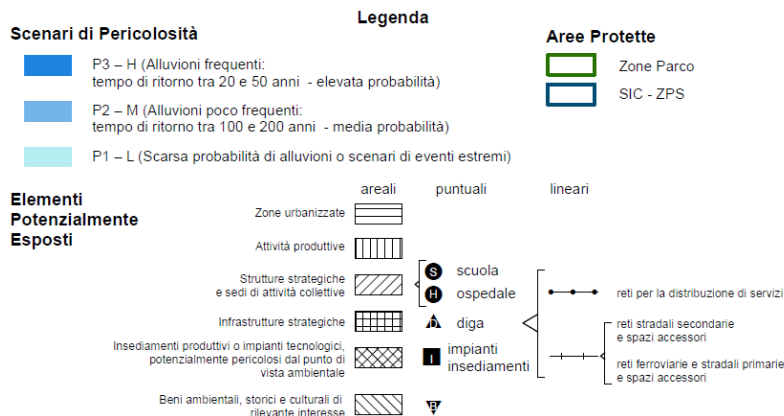 Legenda
Scenari di Pericolosità
P3 – H (Alluvioni frequenti:
tempo di ritorno tra 20 e 50 anni - elevata probabilità)
P2 – M (Alluvioni poco frequenti:
tempo di ritorno tra 100 e 200 anni - media probabilità)
P1 – L (Scarsa probabilità di alluvioni o scenari di eventi estremi)
Aree Protette
Zone Parco
SIC - ZPS
Elementi
Potenzialmente
Esposti
areali
puntuali
lineari
Zone urbanizzate
Attività produttive
Strutture strategiche
e sedi di attività collettive
S scuola
H ospedale
Infrastrutture strategiche
D diga
Insediamenti produttivi o impianti tecnologici,
potenzialmente pericolosi dal punto di
vista ambientale
I impianti
insediamenti
Beni ambientali, storici e culturali di
rilevante interesse
B
reti per la distribuzione di servizi
reti stradali secondarie
e spazi accessori
reti ferroviarie e stradali primarie
e spazi accessori